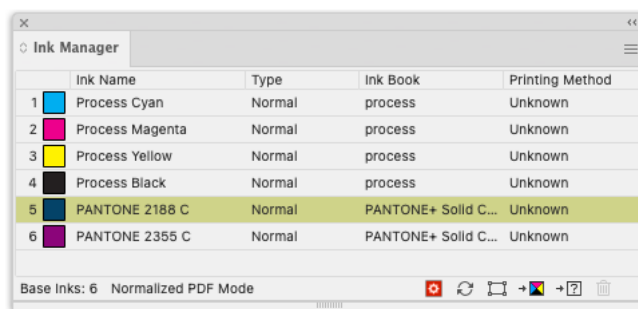 Ink Manager
Ink Name Type Ink Book Printing Method
1 Process Cyan Normal process Unknown
2 Process Magenta Normal process Unknown
3 Process Yellow Normal process Unknown
4 Process Black Normal process Unknown
5 PANTONE 2188 C Normal PANTONE+ Solid C... Unknown
6 PANTONE 2355 C Normal PANTONE+ Solid C... Unknown
Base Inks: 6 Normalized PDF Mode